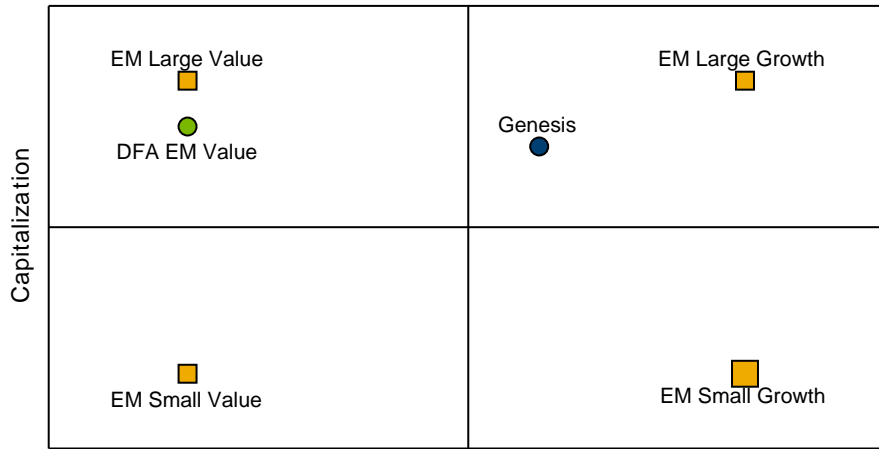 EM Large Value
EM Large Growth
Genesis
DFA EM Value
Capitalization
EM Small Value
EM Small Growth